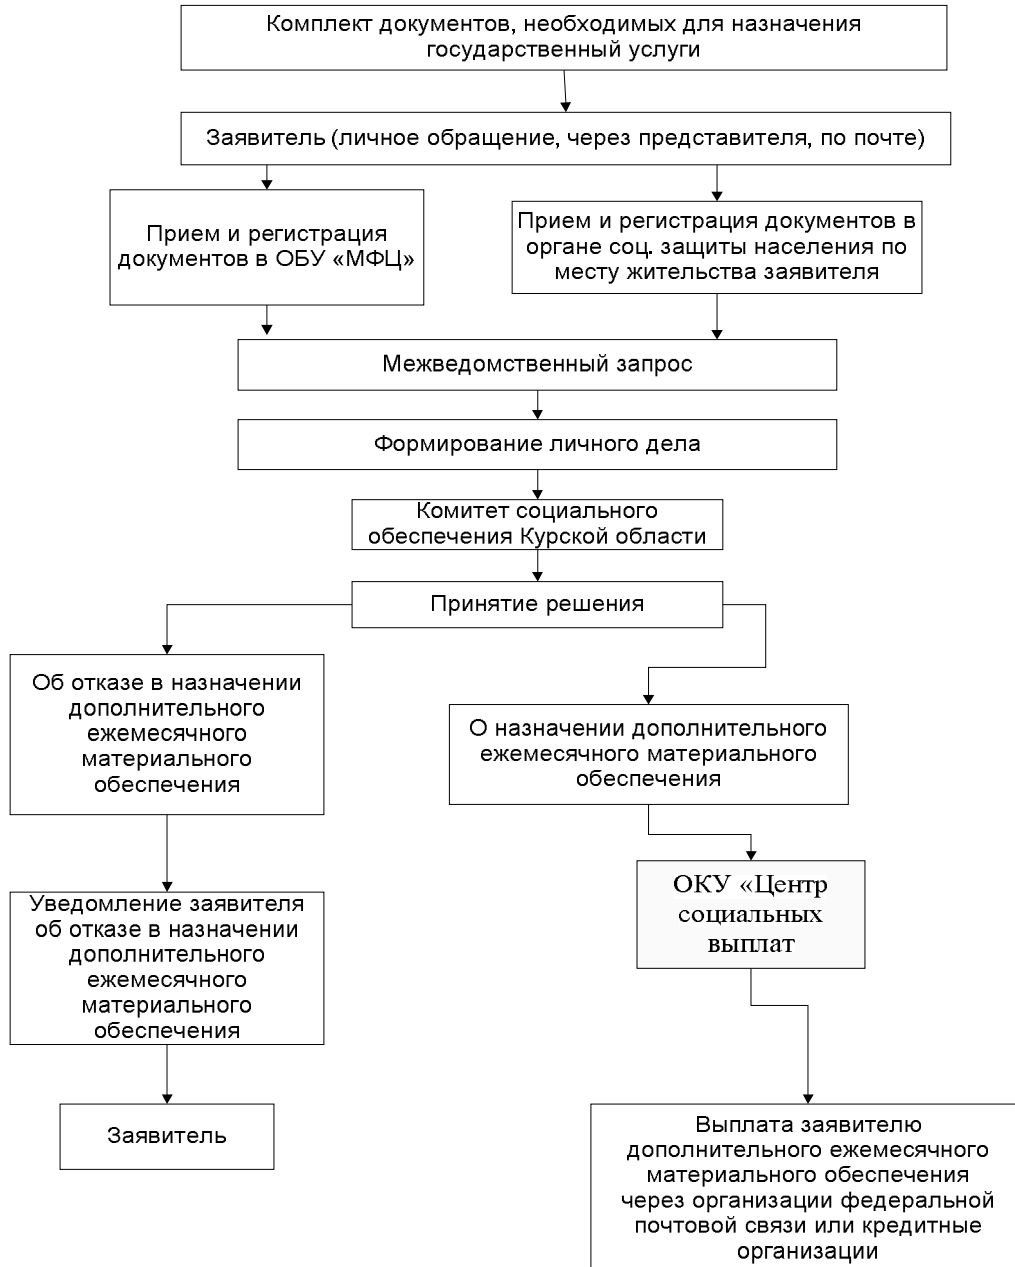 Комплект документов, необходимых для назначения
государственный услуги
Заявитель (личное обращение, через представителя, по почте)
Прием и регистрация
документов в ОБУ «МФЦ»
Прием и регистрация документов в
органе соц. защиты населения по
месту жительства заявителя
Межведомственный запрос
Формирование личного дела
Комитет социального
обеспечения Курской области
Принятие решения
Об отказе в назначении
дополнительного
ежемесячного
материального
обеспечения
О назначении дополнительного
ежемесячного материального
обеспечения
ОКУ «Центр
социальных
выплат
Уведомление заявителя
об отказе в назначении
дополнительного
ежемесячного
материального
обеспечения
Заявитель
Выплата заявителю
дополнительного ежемесячного
материального обеспечения
через организации федеральной
почтовой связи или кредитные
организации